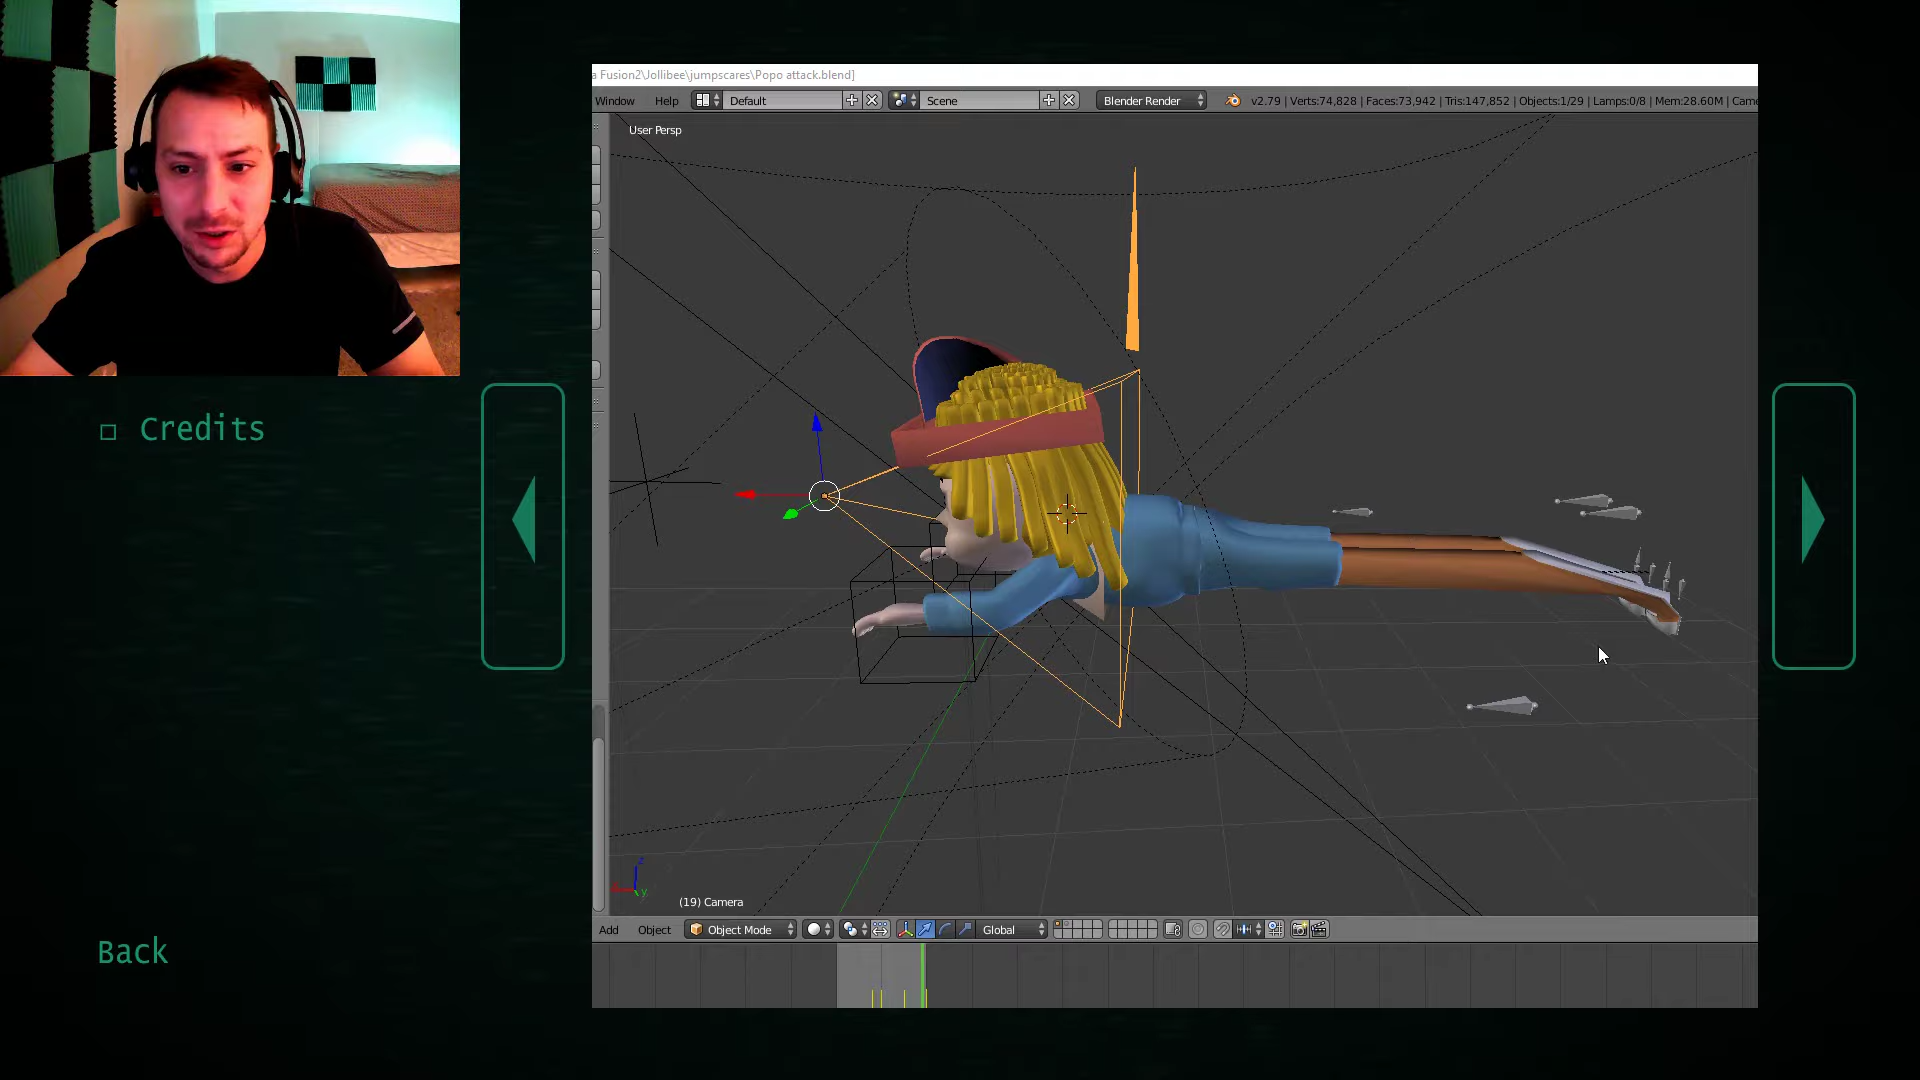 a Fusion2\Jollibee\jumpscares\Popo attack.blend]
Window Help Default Scene Blender Render v2.79 | Verts:74,828 | Faces:73,942 | Tris:147,852 | Objects:1/29 | Lamps:0/8 | Mem:28.60M | Came
User Persp
Credits
z
y
(19) Camera
Add Object Object Mode Global
Back